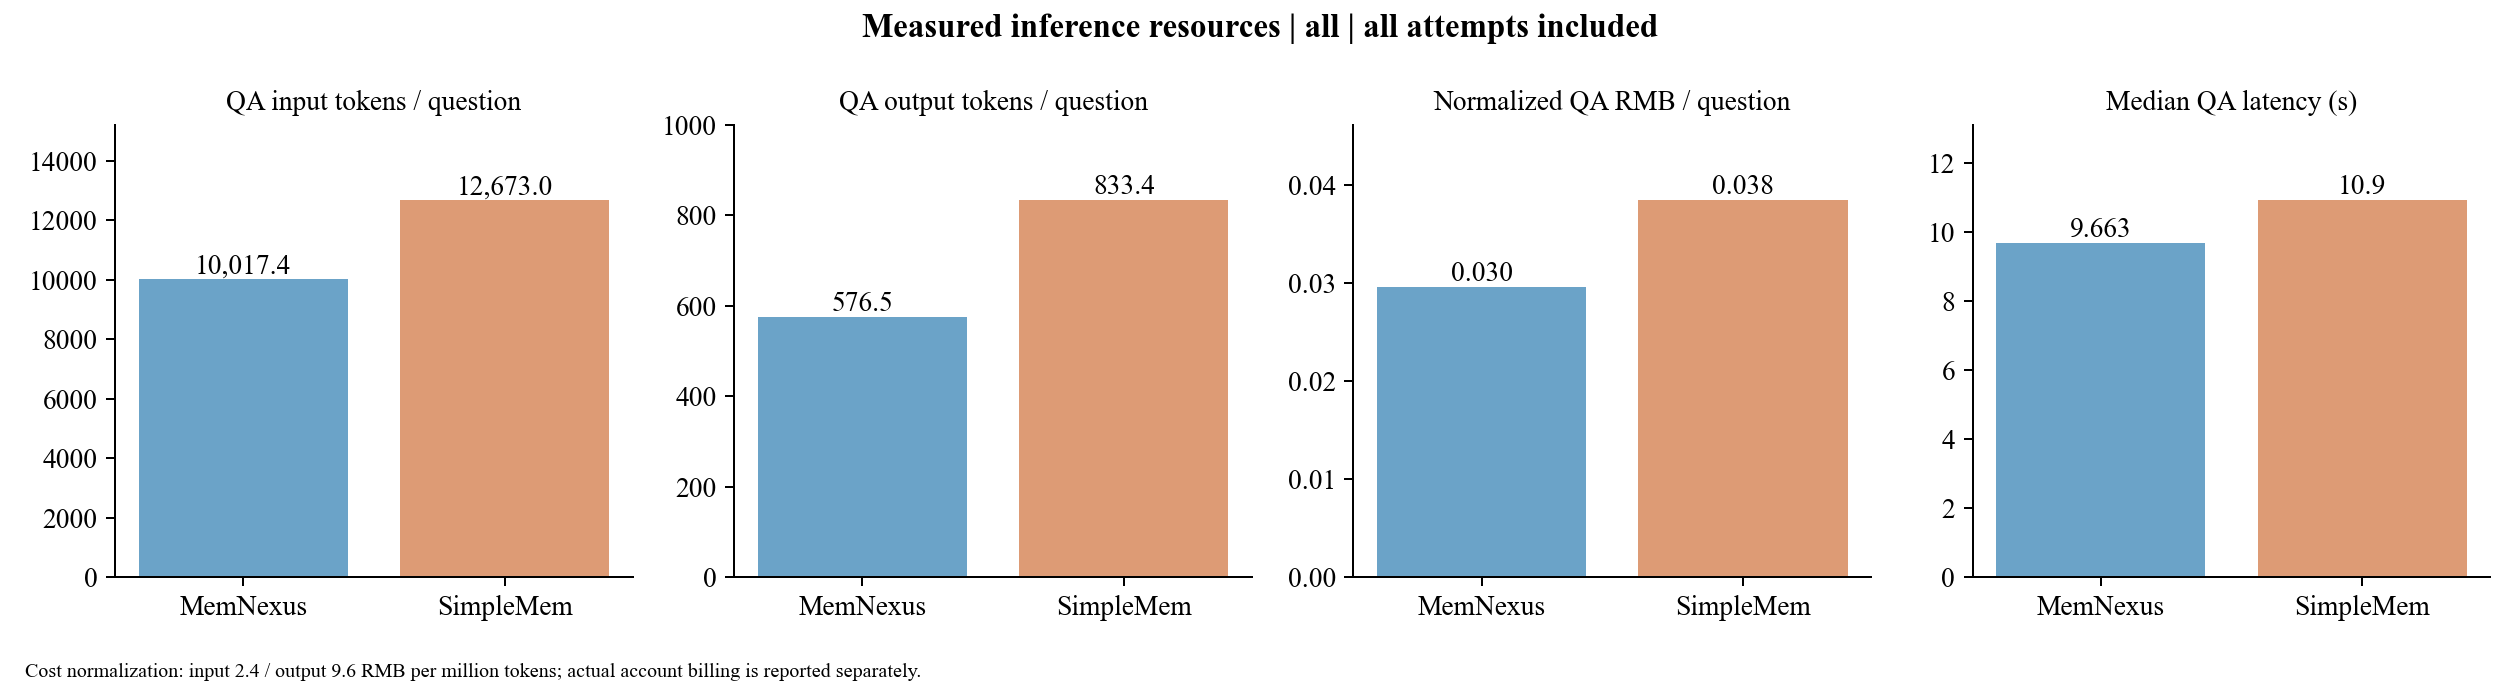 Measured inference resources | all | all attempts included
QA input tokens / question
14000
12000
10000
8000
6000
4000
2000
0
10,017.4
12,673.0
MemNexus
SimpleMem
QA output tokens / question
1000
800
600
400
200
0
576.5
833.4
MemNexus
SimpleMem
Normalized QA RMB / question
0.04
0.03
0.02
0.01
0.00
0.030
0.038
MemNexus
SimpleMem
Median QA latency (s)
12
10
8
6
4
2
0
9.663
10.9
MemNexus
SimpleMem
Cost normalization: input 2.4 / output 9.6 RMB per million tokens; actual account billing is reported separately.